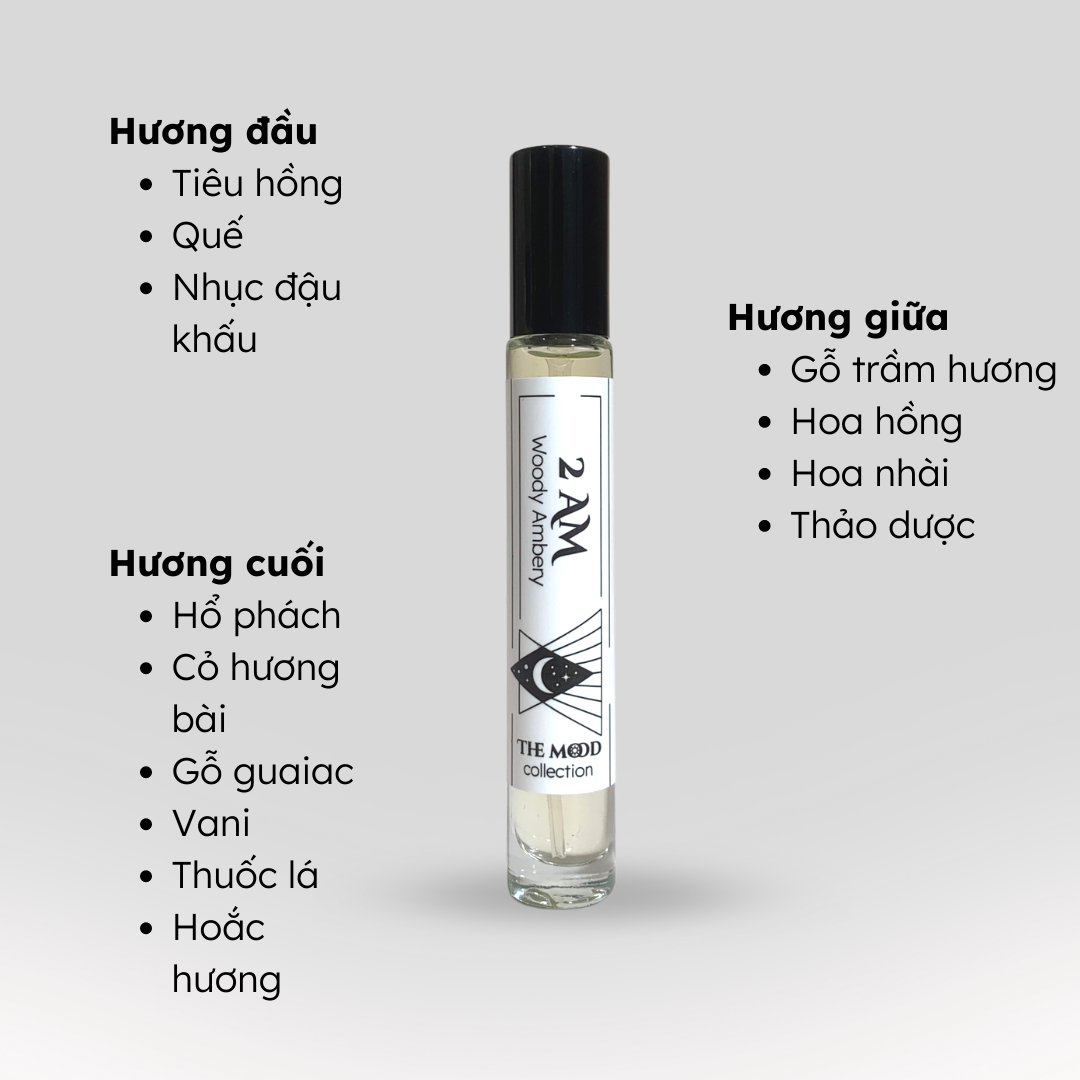 Hương đầu
Tiêu hồng
Quế
Nhục đậu
khấu
Hương giữa
Gỗ trầm hương
Hoa hồng
Hoa nhài
Thảo dược
Hương cuối
Hổ phách
Cỏ hương
bài
Gỗ guaiac
Vani
Thuốc lá
Hoắc
hương
2 AM
Woody Ambery
THE MOOD
collection